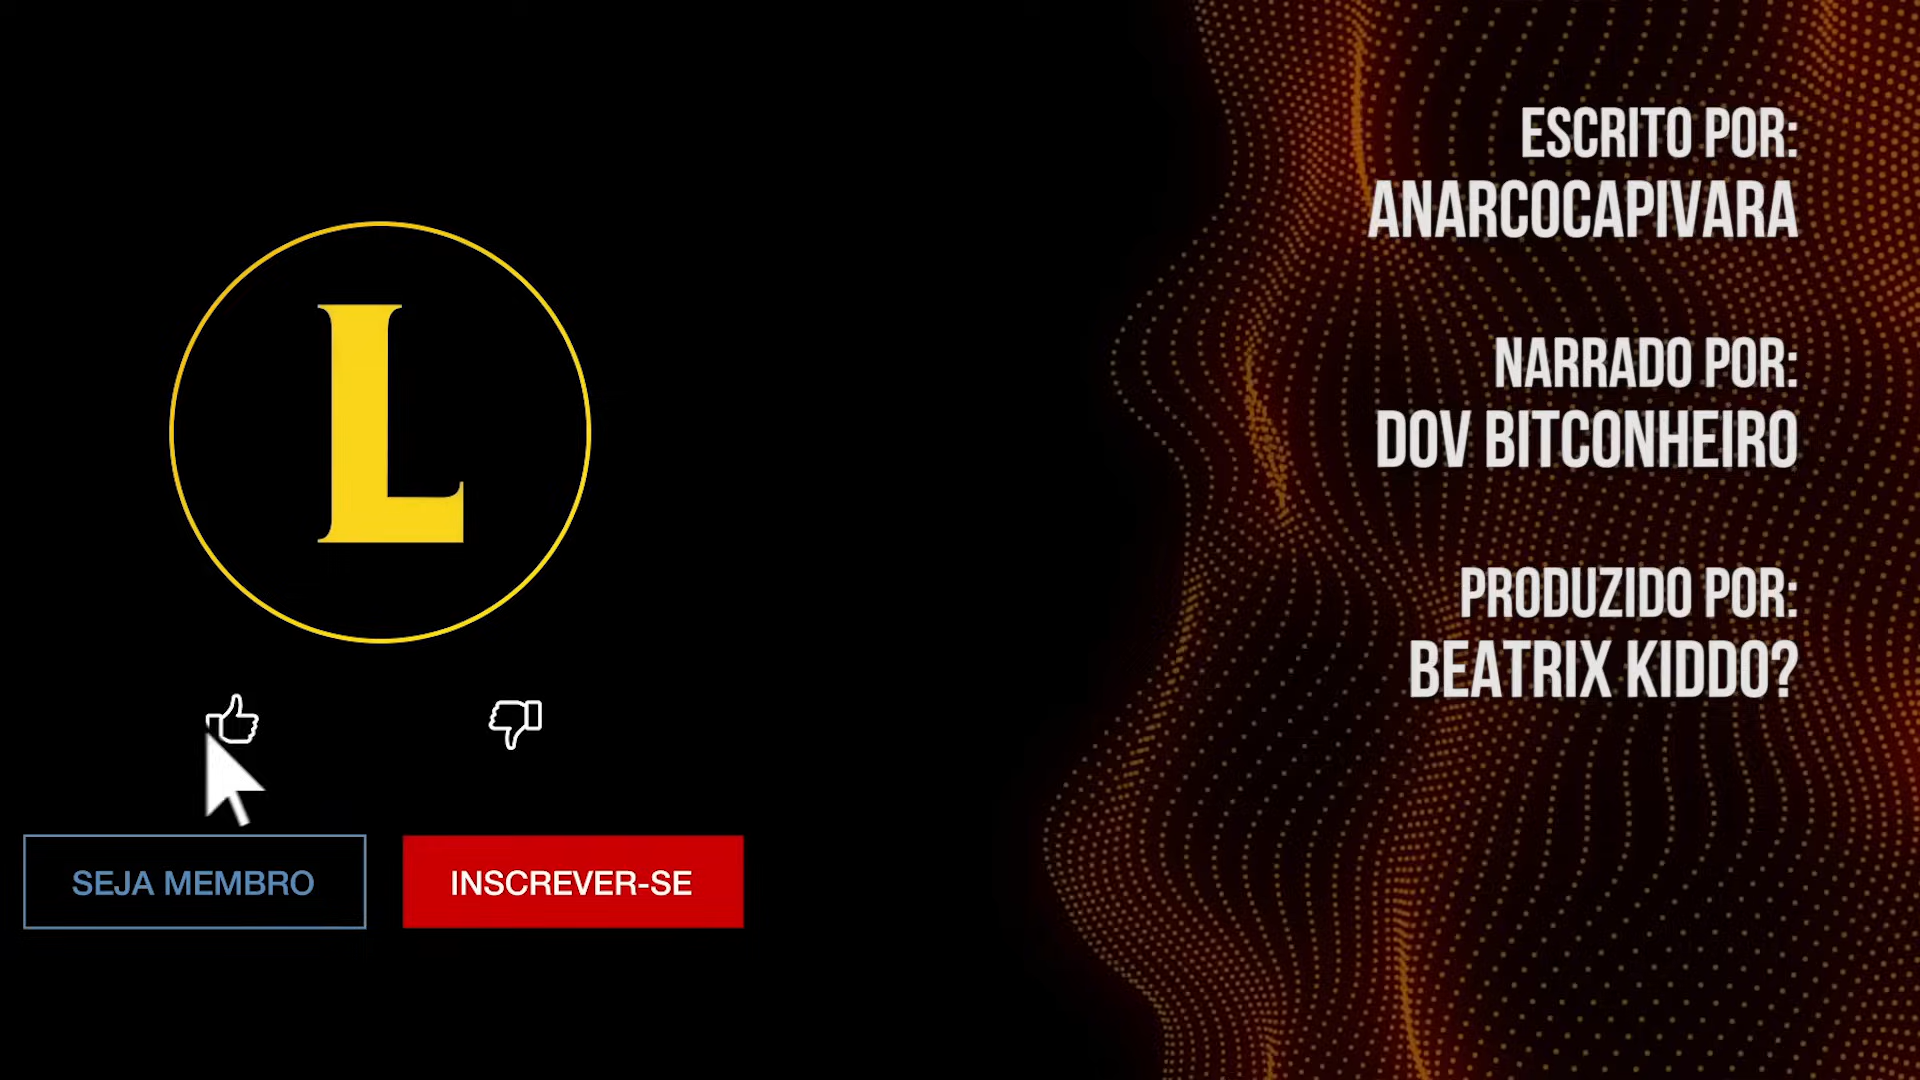 L
SEJA MEMBRO
INSCREVER-SE
ESCRITO POR:
ANARCOCAPIVARA
NARRADO POR:
DOV BITCONHEIRO
PRODUZIDO POR:
BEATRIX KIDDO?